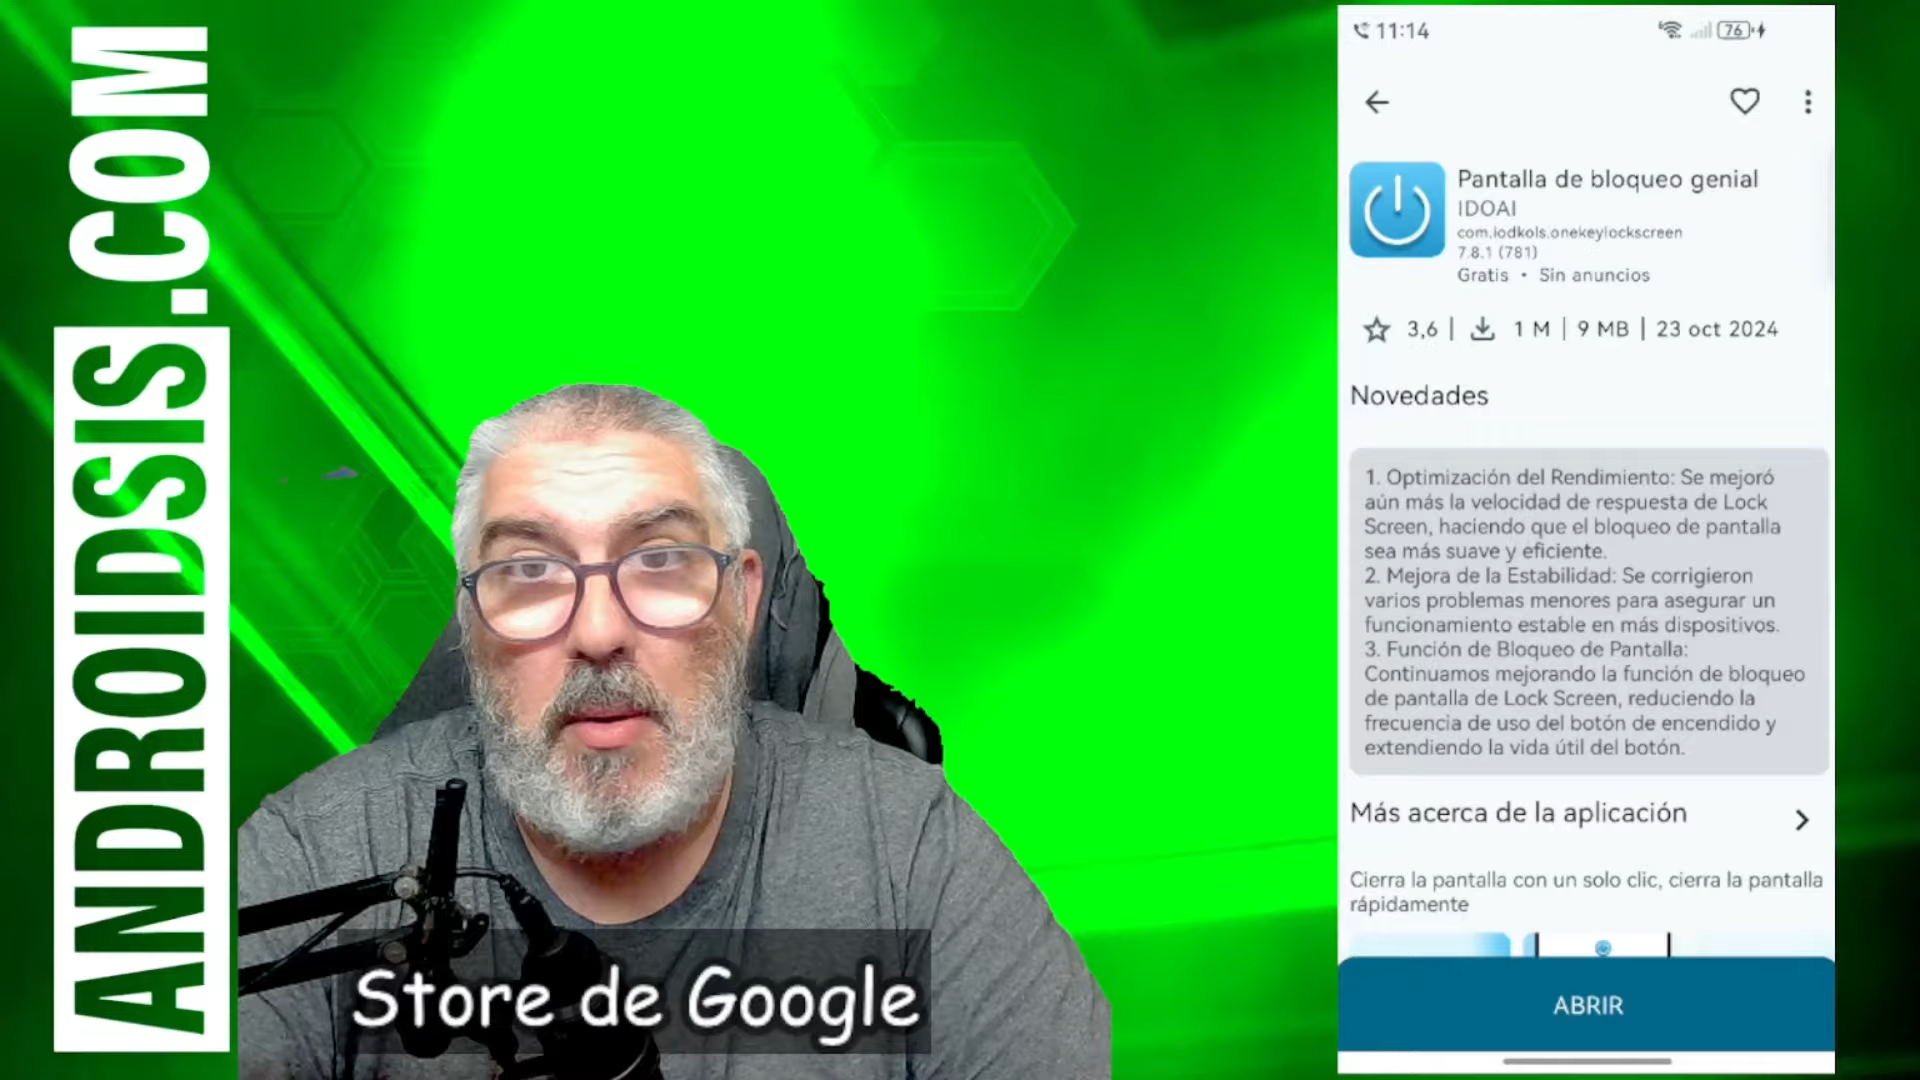 ANDROIDSIS.COM
11:14
76
Pantalla de bloqueo genial
IDOAI
com.iodkols.onekeylockscreen
7.8.1 (781)
Gratis • Sin anuncios
3,6 | 1 M | 9 MB | 23 oct 2024
Novedades
1. Optimización del Rendimiento: Se mejoró
aún más la velocidad de respuesta de Lock
Screen, haciendo que el bloqueo de pantalla
sea más suave y eficiente.
2. Mejora de la Estabilidad: Se corrigieron
varios problemas menores para asegurar un
funcionamiento estable en más dispositivos.
3. Función de Bloqueo de Pantalla:
Continuamos mejorando la función de bloqueo
de pantalla de Lock Screen, reduciendo la
frecuencia de uso del botón de encendido y
extendiendo la vida útil del botón.
Más acerca de la aplicación
Cierra la pantalla con un solo clic, cierra la pantalla
rápidamente
ABRIR
Store de Google